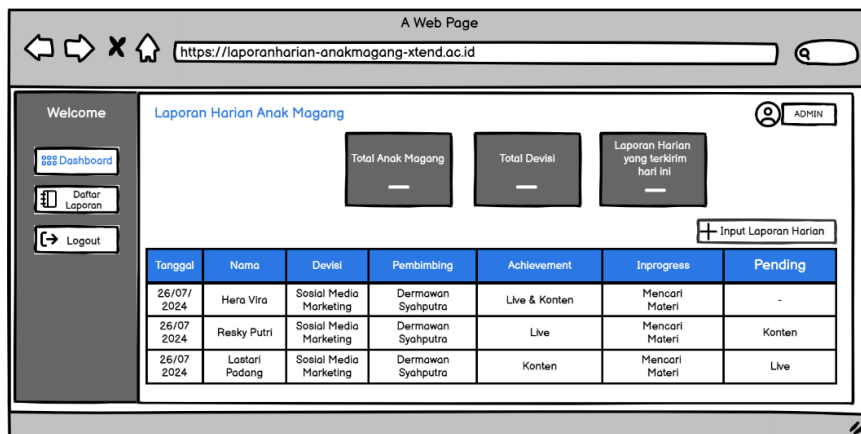 A Web Page
https://laporanharian-anakmagang-xtend.ac.id
Welcome
Dashboard
Daftar
Laporan
Logout
Laporan Harian Anak Magang
ADMIN
Total Anak Magang
Total Devisi
Laporan Harian
yang terkirim
hari ini
Input Laporan Harian
Tanggal Nama Devisi Pembimbing Achievement Inprogress Pending
26/07/
2024 Hera Vira Sosial Media
Marketing Dermawan
Syahputra Live & Konten Mencari
Materi -
26/07
2024 Resky Putri Sosial Media
Marketing Dermawan
Syahputra Live Mencari
Materi Konten
26/07
2024 Lastari
Padang Sosial Media
Marketing Dermawan
Syahputra Konten Mencari
Materi Live